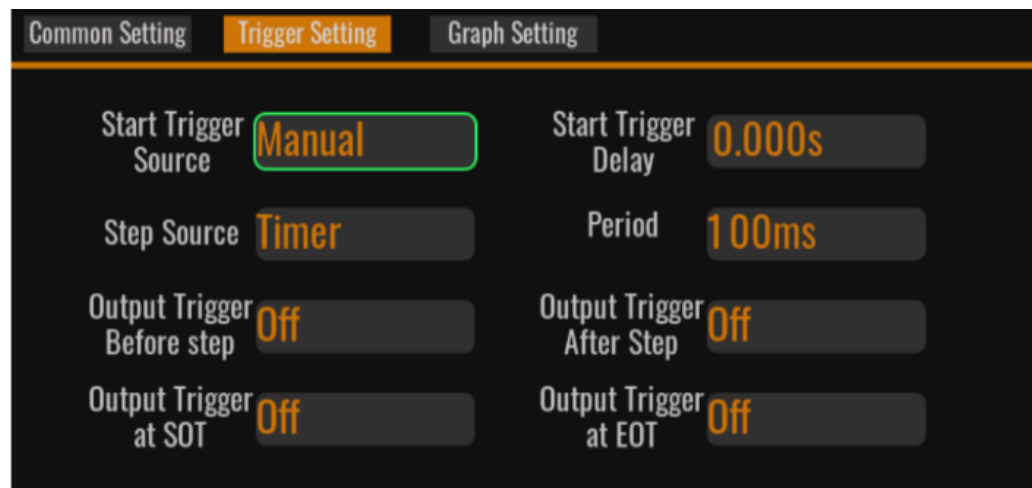 Common Setting Trigger Setting Graph Setting
Start Trigger
Source
Manual
Start Trigger
Delay
0.000s
Step Source Timer
Period 100ms
Output Trigger
Before step
Off
Output Trigger
After Step
Off
Output Trigger
at SOT
Off
Output Trigger
at EOT
Off